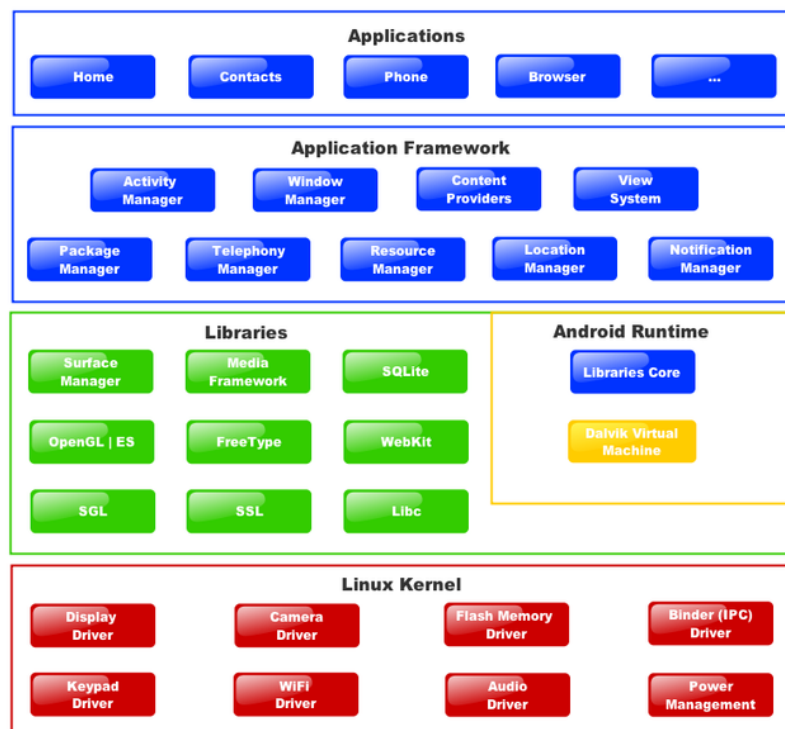 Applications
Home
Contacts
Phone
Browser
...
Application Framework
Activity
Manager
Window
Manager
Content
Providers
View
System
Package
Manager
Telephony
Manager
Resource
Manager
Location
Manager
Notification
Manager
Libraries
Surface
Manager
Media
Framework
SQLite
OpenGL | ES
FreeType
WebKit
SGL
SSL
Libc
Android Runtime
Libraries Core
Dalvik Virtual
Machine
Linux Kernel
Display
Driver
Camera
Driver
Flash Memory
Driver
Binder (IPC)
Driver
Keypad
Driver
WiFi
Driver
Audio
Driver
Power
Management